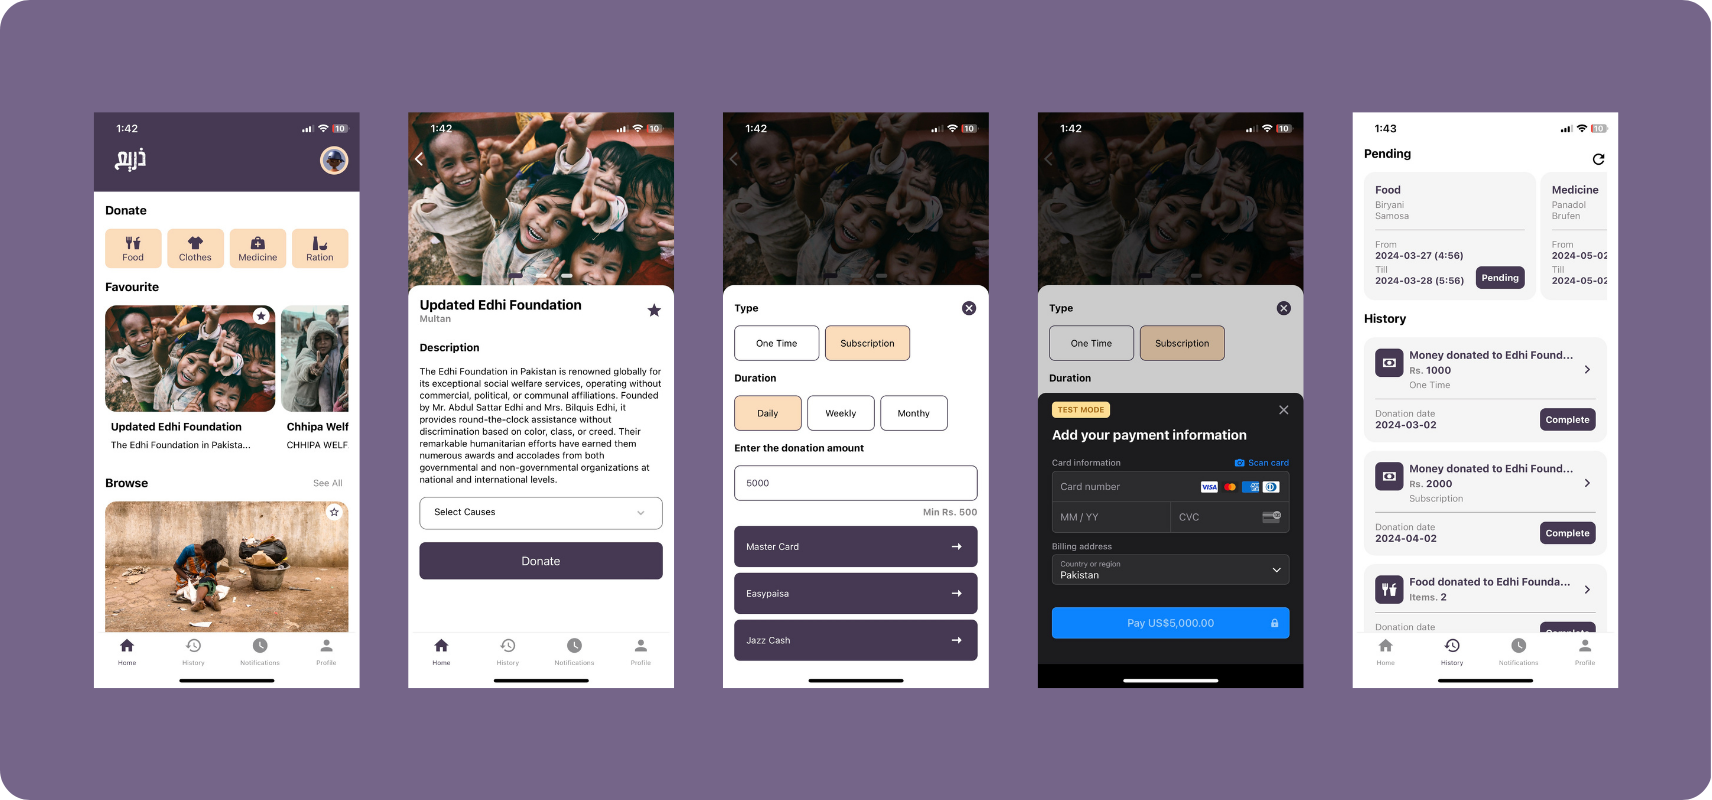 1:42
10
ذریع
Donate
Food
Clothes
Medicine
Ration
Favourite
Updated Edhi Foundation
The Edhi Foundation in Pakista...
Chhipa Welf
CHHIPA WELF
Browse
See All
Home
History
Notifications
Profile
1:42
10
Updated Edhi Foundation
Multan
Description
The Edhi Foundation in Pakistan is renowned globally for
its exceptional social welfare services, operating without
commercial, political, or communal affiliations. Founded
by Mr. Abdul Sattar Edhi and Mrs. Bilquis Edhi, it
provides round-the-clock assistance without
discrimination based on color, class, or creed. Their
remarkable humanitarian efforts have earned them
numerous awards and accolades from both
governmental and non-governmental organizations at
national and international levels.
Select Causes
Donate
Home
History
Notifications
Profile
1:42
10
Type
One Time
Subscription
Duration
Daily
Weekly
Monthy
Enter the donation amount
5000
Min Rs. 500
Master Card
Easypaisa
Jazz Cash
1:42
10
Type
One Time
Subscription
Duration
TEST MODE
Add your payment information
Card information
Scan card
Card number
VISA
MM / YY
CVC
Billing address
Country or region
Pakistan
Pay US$5,000.00
1:43
10
Pending
Food
Biryani
Samosa
From
2024-03-27 (4:56)
Till
2024-03-28 (5:56)
Pending
Medicine
Panadol
Brufen
From
2024-05-02
Till
2024-05-02
History
Money donated to Edhi Found...
Rs. 1000
One Time
Donation date
2024-03-02
Complete
Money donated to Edhi Found...
Rs. 2000
Subscription
Donation date
2024-04-02
Complete
Food donated to Edhi Founda...
Items. 2
Donation date
Complete
Home
History
Notifications
Profile